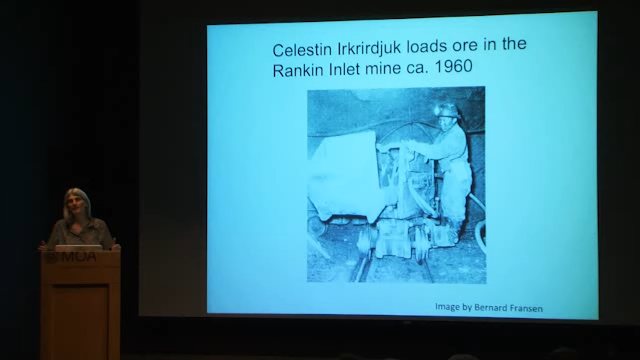 Celestin Irkrirdjuk loads ore in the
Rankin Inlet mine ca. 1960
Image by Bernard Fransen
MOA